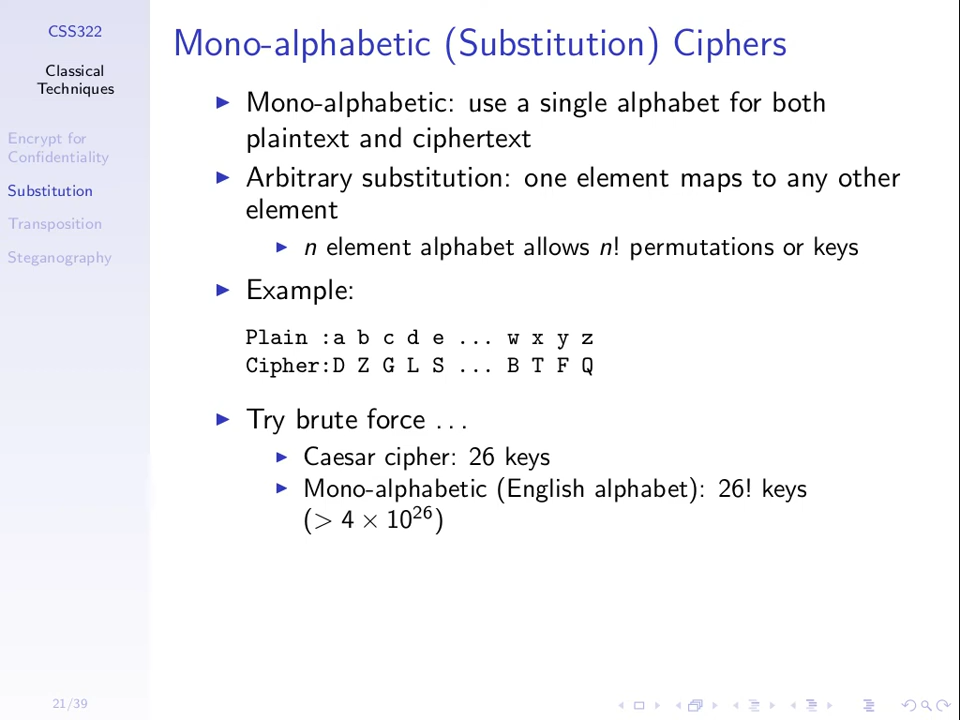 CSS322
Classical
Techniques
Encrypt for
Confidentiality
Substitution
Transposition
Steganography
21/39
Mono-alphabetic (Substitution) Ciphers
Mono-alphabetic: use a single alphabet for both
plaintext and ciphertext
Arbitrary substitution: one element maps to any other
element
n element alphabet allows n! permutations or keys
Example:
Plain :a b c d e ... w x y z
Cipher:D Z G L S ... B T F Q
Try brute force ...
Caesar cipher: 26 keys
Mono-alphabetic (English alphabet): 26! keys
(> 4 × 10²⁶)